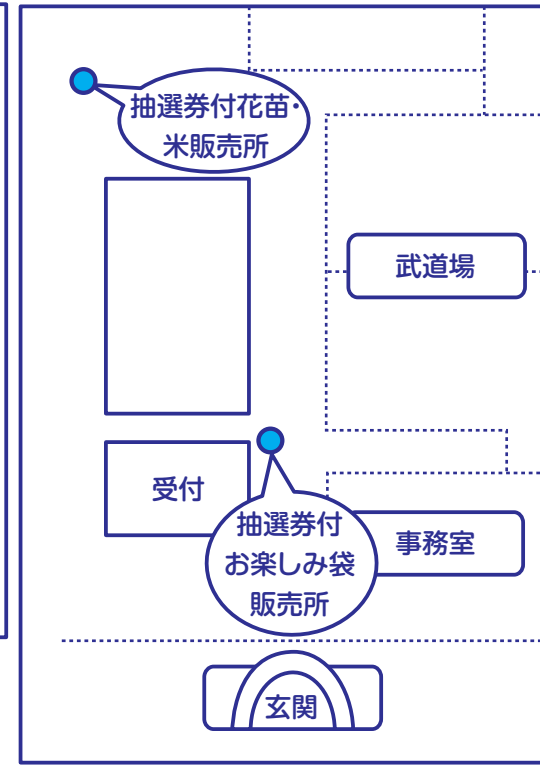 抽選券付花苗・
米販売所
武道場
受付
抽選券付
お楽しみ袋
販売所
事務室
玄関